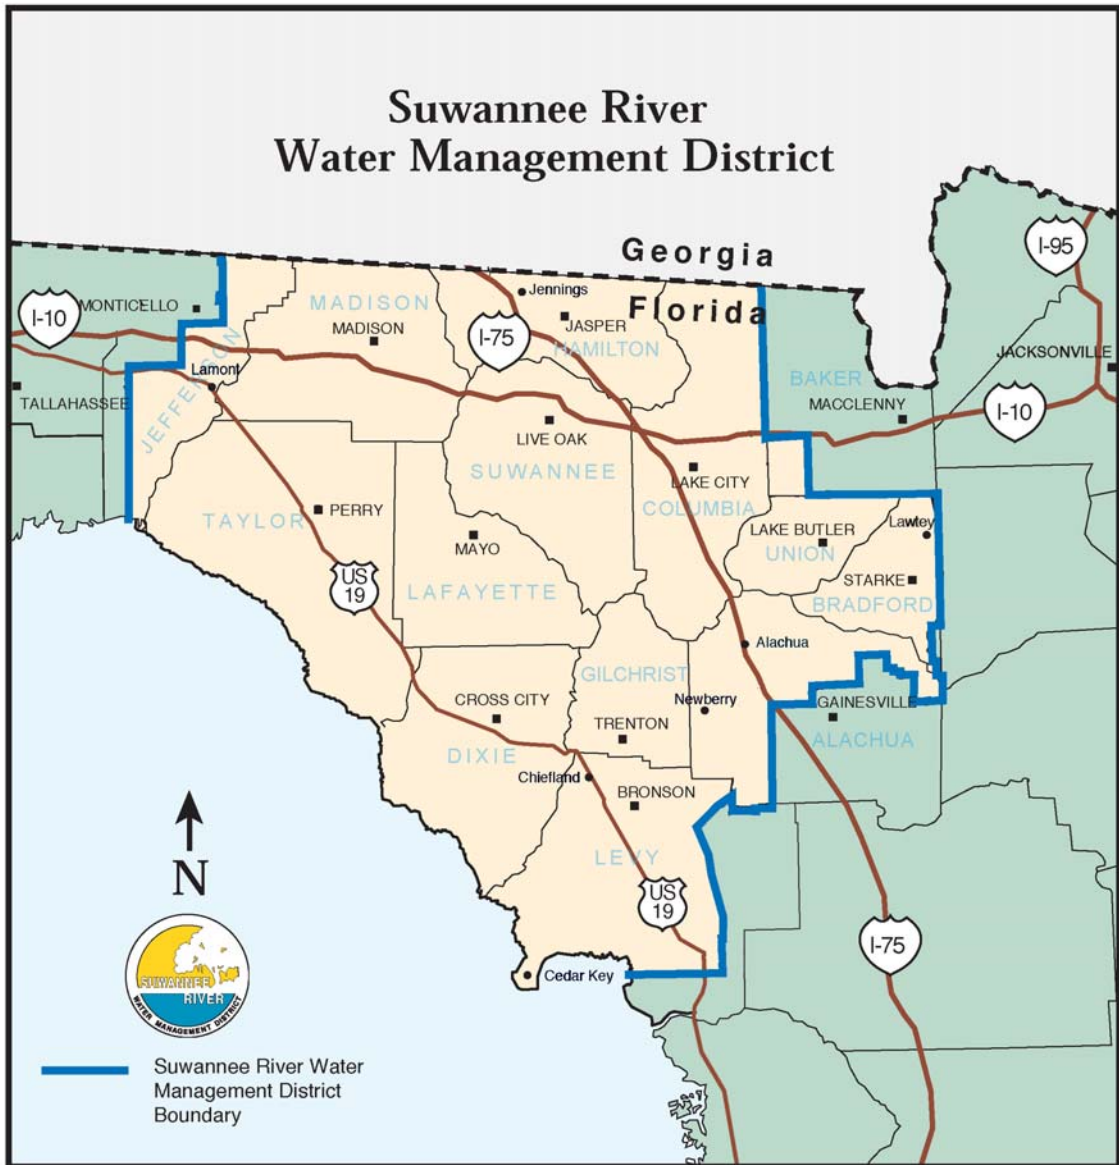 Suwannee River
Water Management District
Georgia
Florida
I-95
I-10
MONTICELLO
MADISON
MADISON
Jennings
JASPER
HAMILTON
I-75
JEFFERSON
Lamont
TALLAHASSEE
BAKER
MACCLENNY
JACKSONVILLE
I-10
LIVE OAK
SUWANNEE
LAKE CITY
COLUMBIA
TAYLOR
PERRY
MAYO
LAFAYETTE
LAKE BUTLER
UNION
Lawtey
STARKE
BRADFORD
US
19
Alachua
GILCHRIST
Newberry
GAINESVILLE
ALACHUA
CROSS CITY
TRENTON
DIXIE
Chiefland
BRONSON
LEVY
US
19
I-75
N
Cedar Key
SUWANNEE
RIVER
WATER MANAGEMENT DISTRICT
Suwannee River Water
Management District
Boundary